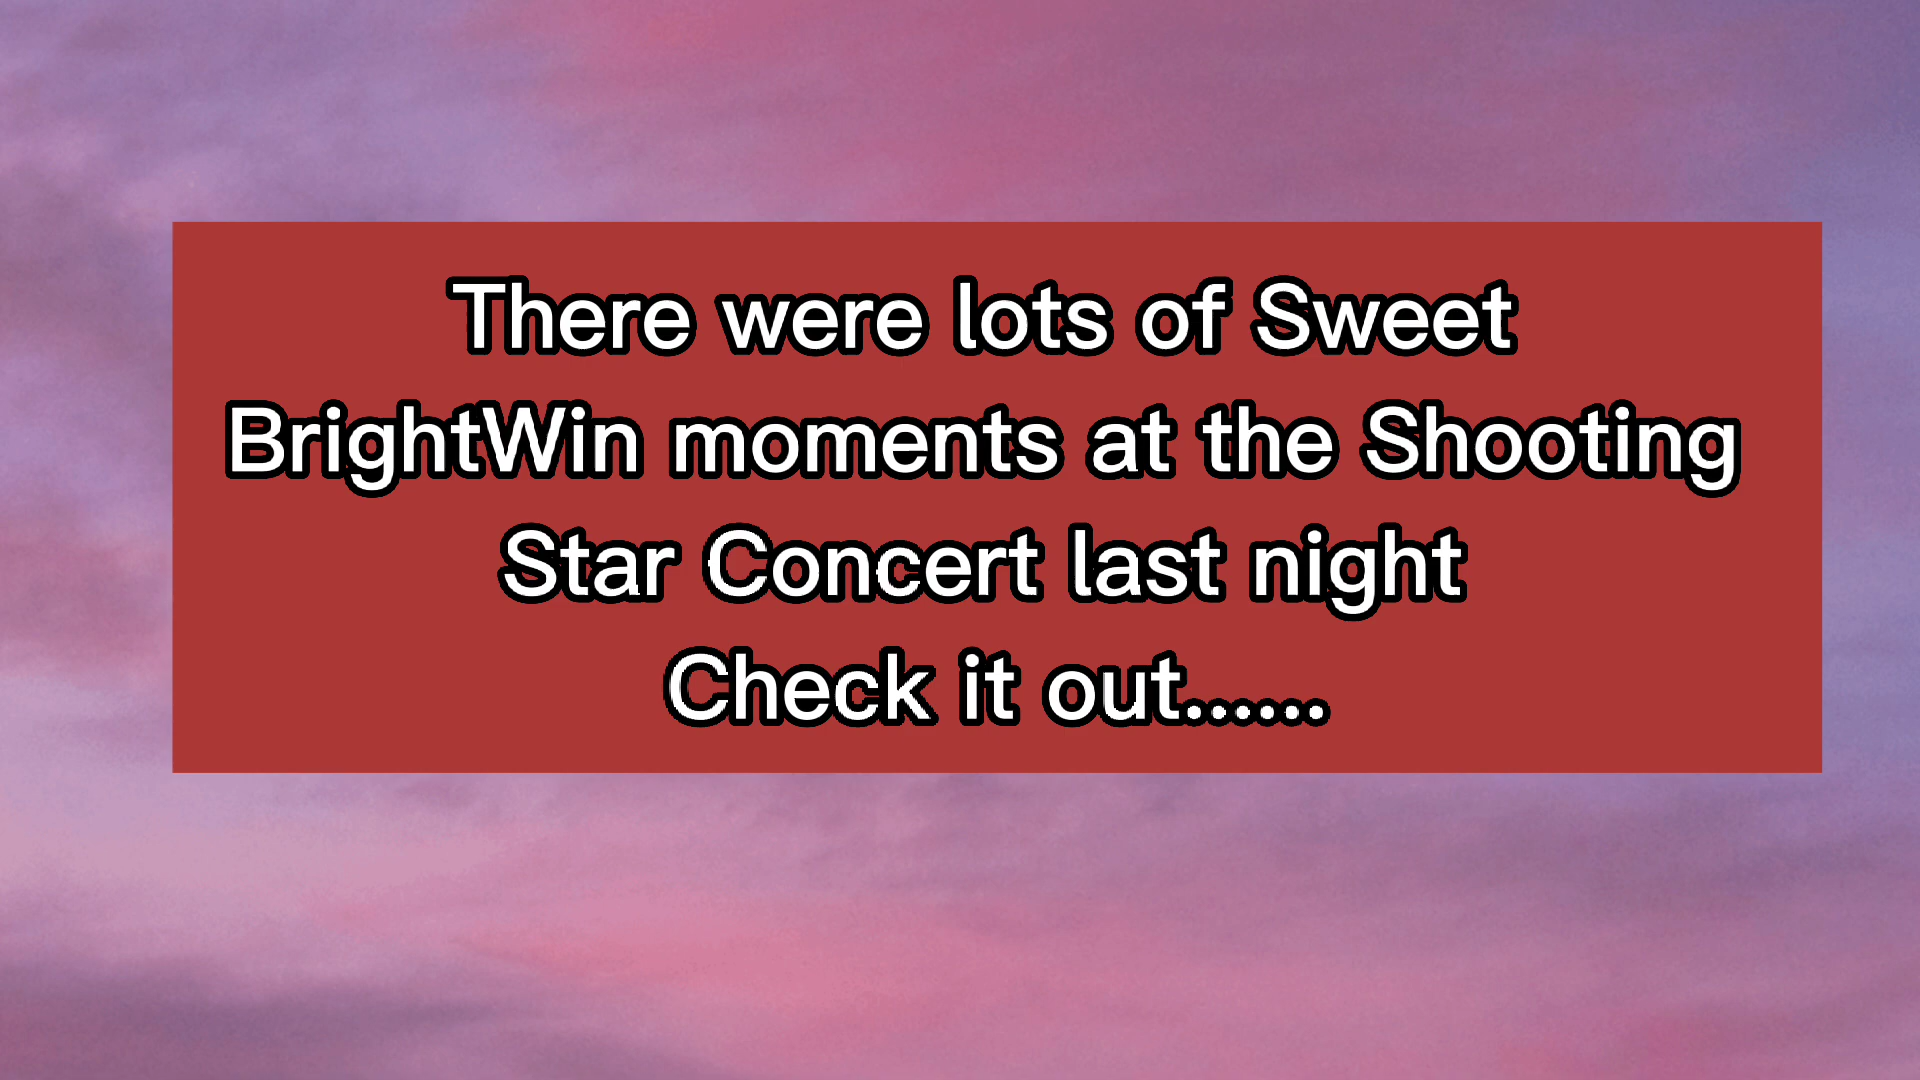 There were lots of Sweet
BrightWin moments at the Shooting
Star Concert last night
Check it out......